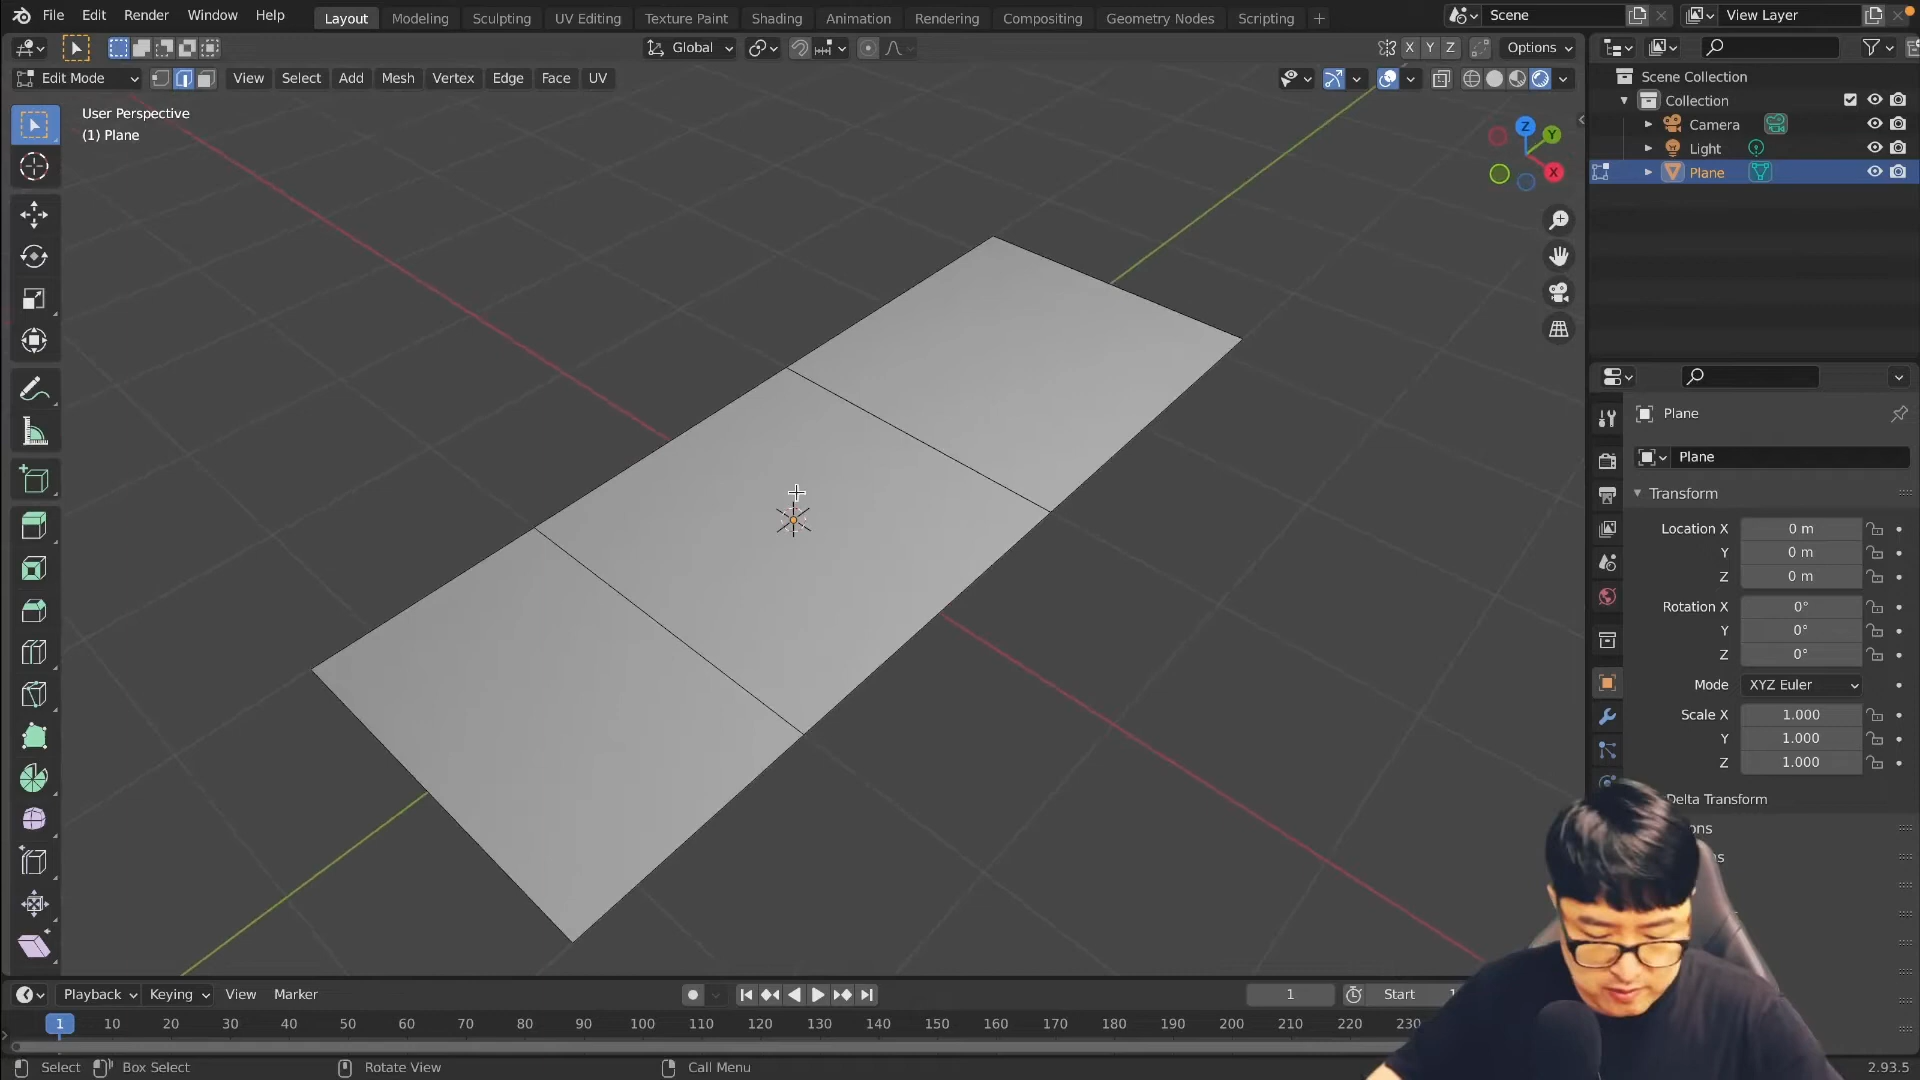 File Edit Render Window Help
Layout Modeling Sculpting UV Editing Texture Paint Shading Animation Rendering Compositing Geometry Nodes Scripting +
Scene
View Layer
Global
X Y Z
Options
Edit Mode
View Select Add Mesh Vertex Edge Face UV
User Perspective
(1) Plane
Z
Y
X
Scene Collection
Collection
Camera
Light
Plane
Plane
Plane
Transform
Location X 0 m
Y 0 m
Z 0 m
Rotation X 0°
Y 0°
Z 0°
Mode XYZ Euler
Scale X 1.000
Y 1.000
Z 1.000
Delta Transform
Playback Keying View Marker
1
Start
1 10 20 30 40 50 60 70 80 90 100 110 120 130 140 150 160 170 180 190 200 210 220 230
Select Box Select Rotate View Call Menu
2.93.5